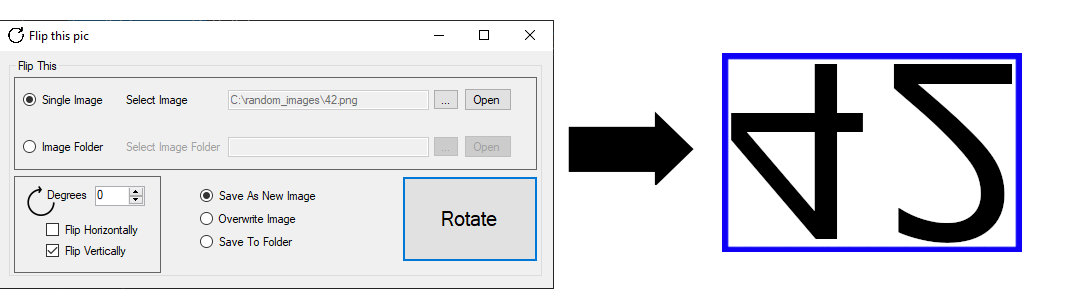 Flip this pic
Flip This
Single Image Select Image C:\random_images\42.png ... Open
Image Folder Select Image Folder ... Open
Degrees 0
Flip Horizontally
Flip Vertically
Save As New Image
Overwrite Image
Save To Folder
Rotate
42